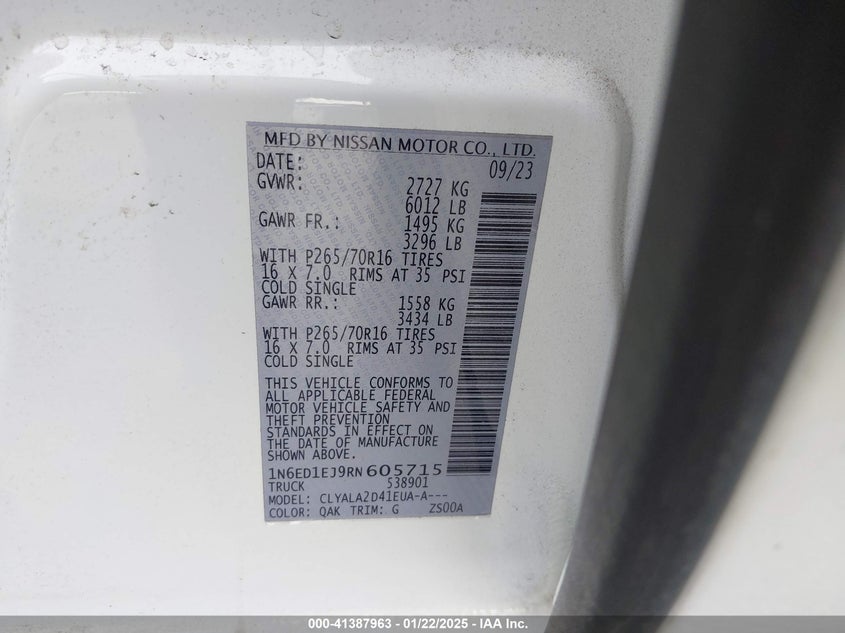 MFD BY NISSAN MOTOR CO., LTD.
DATE: 09/23
GVWR: 2727 KG
6012 LB
GAWR FR.: 1495 KG
3296 LB
WITH P265/70R16 TIRES
16 X 7.0 RIMS AT 35 PSI
COLD SINGLE
GAWR RR.: 1558 KG
3434 LB
WITH P265/70R16 TIRES
16 X 7.0 RIMS AT 35 PSI
COLD SINGLE
THIS VEHICLE CONFORMS TO
ALL APPLICABLE FEDERAL
MOTOR VEHICLE SAFETY AND
THEFT PREVENTION
STANDARDS IN EFFECT ON
THE DATE OF MANUFACTURE
SHOWN ABOVE.
1N6ED1EJ9RN605715
TRUCK 538901
MODEL: CLYALA2D41EUA-A---
COLOR: QAK TRIM: G ZS00A
000-41387963 - 01/22/2025 - IAA Inc.